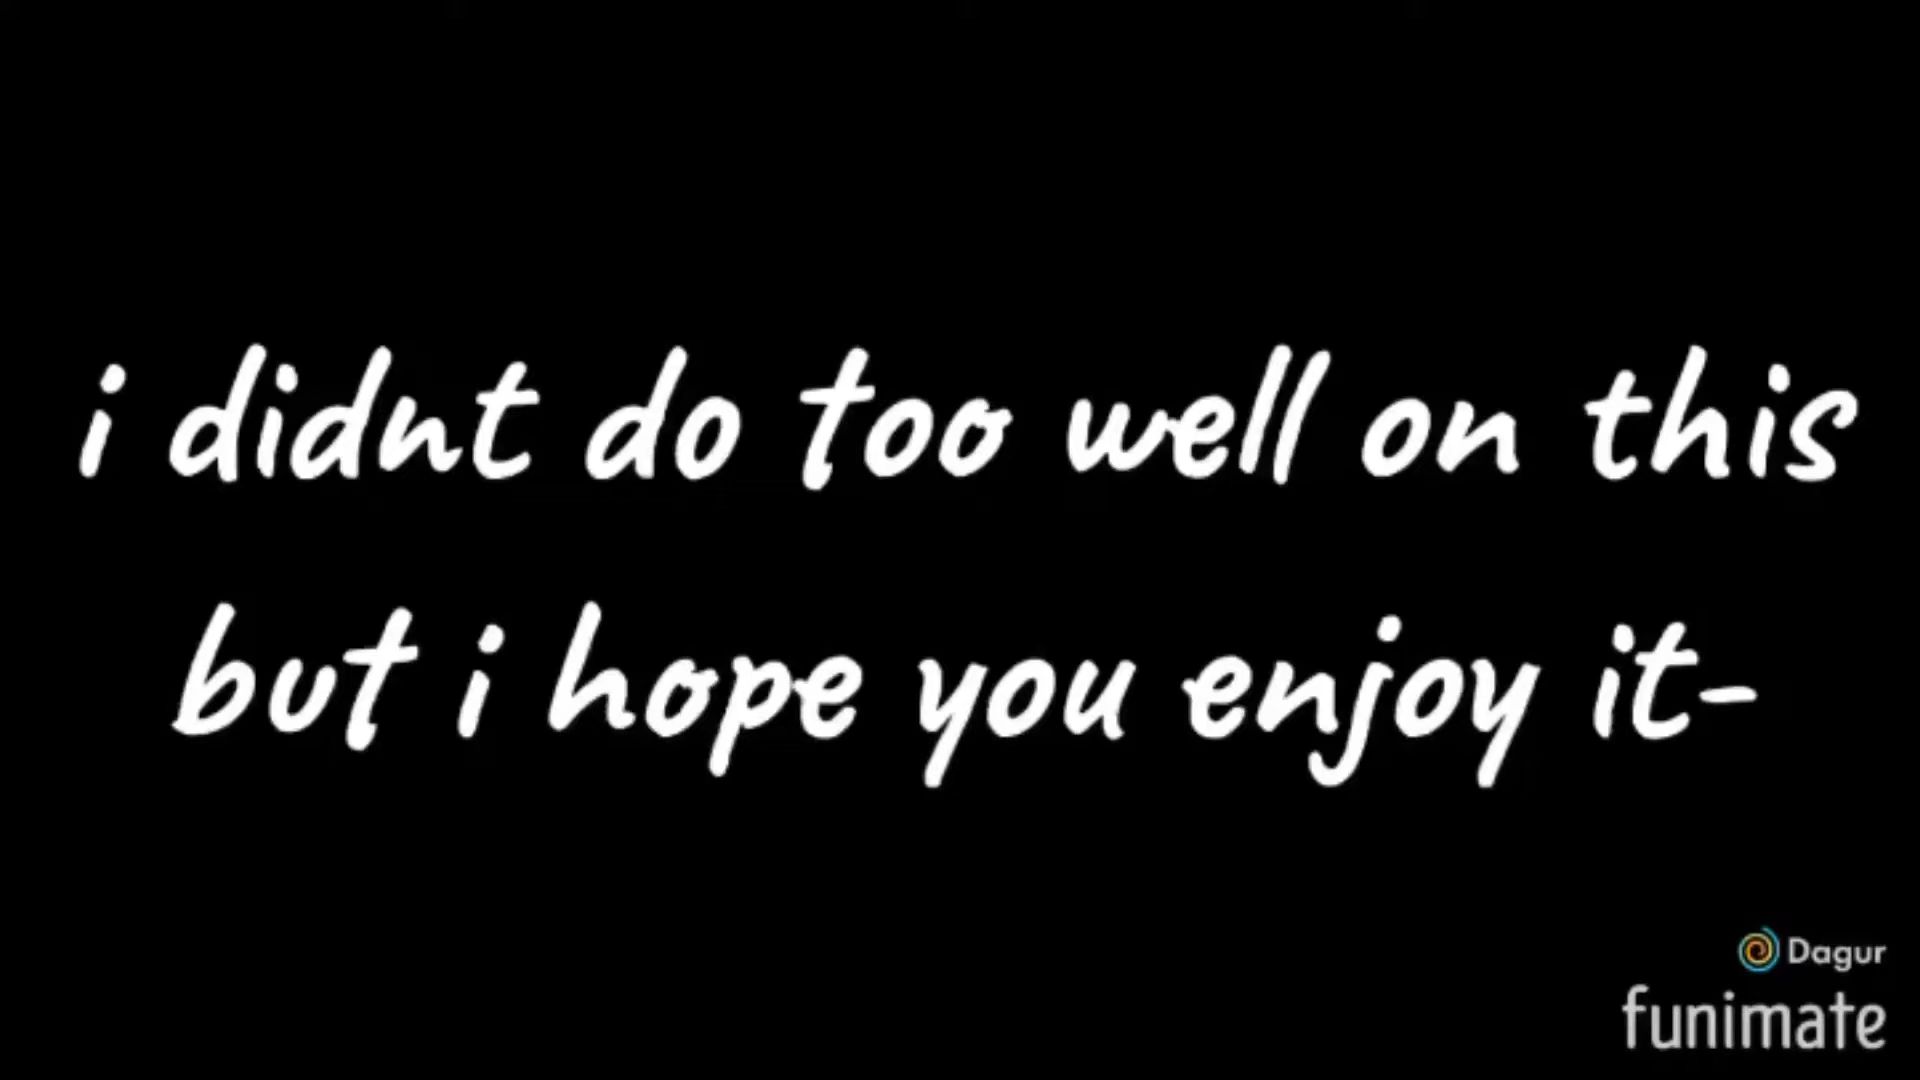 i didnt do too well on this
but i hope you enjoy it-
Dagur
funimate